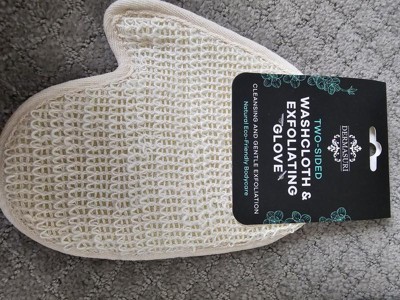 DERMASURI
TWO-SIDED
WASHCLOTH &
EXFOLIATING
GLOVE
CLEANSING AND GENTLE EXFOLIATION
Natural Eco-Friendly Bodycare